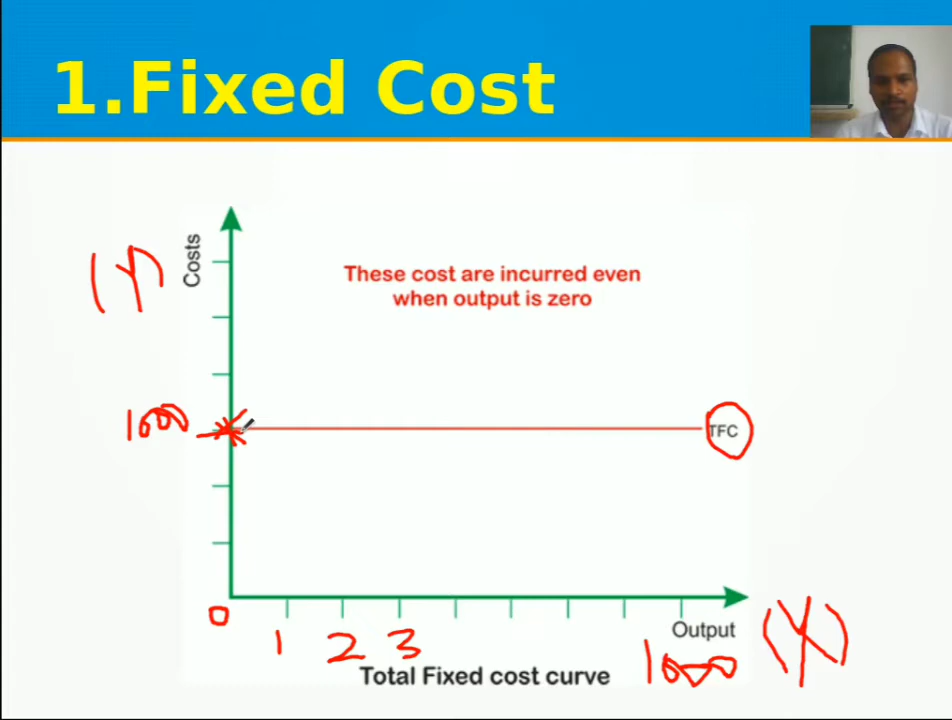 1.Fixed Cost
Costs
(Y)
These cost are incurred even
when output is zero
1000
TFC
0
1 2 3
1000
Output
(X)
Total Fixed cost curve